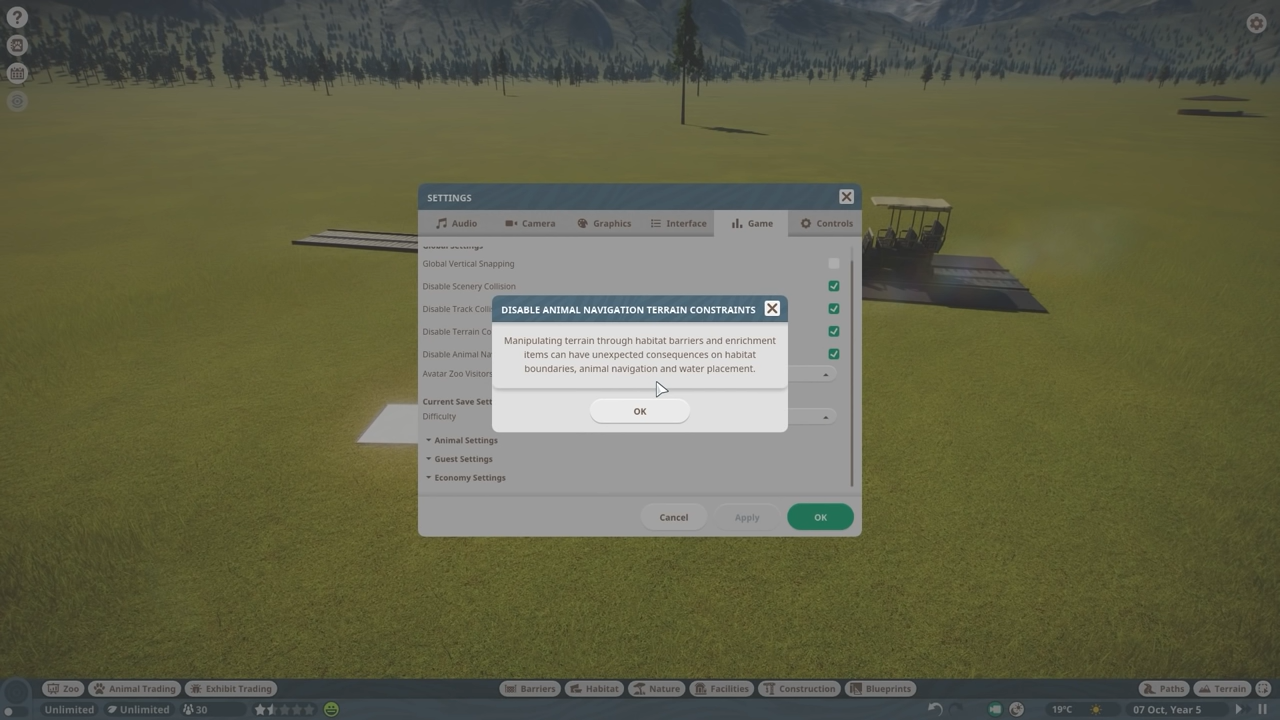 ?
SETTINGS
Audio
Camera
Graphics
Interface
Game
Controls
Global Settings
Global Vertical Snapping
Disable Scenery Collision
Disable Track Colli
Disable Terrain Co
Disable Animal Na
Avatar Zoo Visitors
Current Save Sett
Difficulty
Animal Settings
Guest Settings
Economy Settings
Cancel
Apply
OK
DISABLE ANIMAL NAVIGATION TERRAIN CONSTRAINTS
Manipulating terrain through habitat barriers and enrichment
items can have unexpected consequences on habitat
boundaries, animal navigation and water placement.
OK
Zoo
Animal Trading
Exhibit Trading
Barriers
Habitat
Nature
Facilities
Construction
Blueprints
Paths
Terrain
Unlimited
Unlimited
30
19°C
07 Oct, Year 5